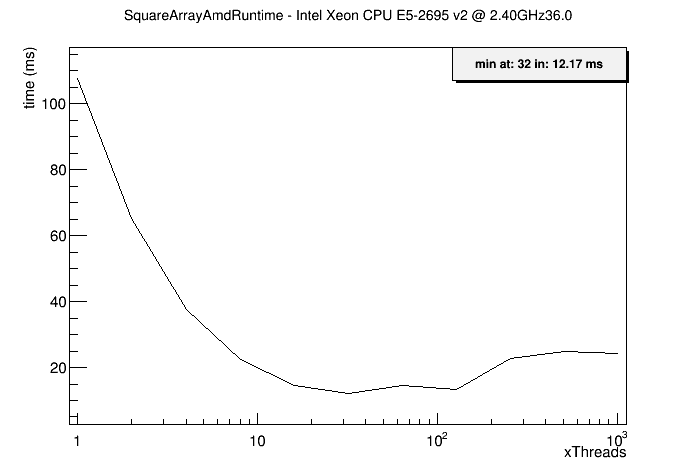 SquareArrayAmdRuntime - Intel Xeon CPU E5-2695 v2 @ 2.40GHz36.0
time (ms)
min at: 32 in: 12.17 ms
100
80
60
40
20
1 10 10² 10³
xThreads